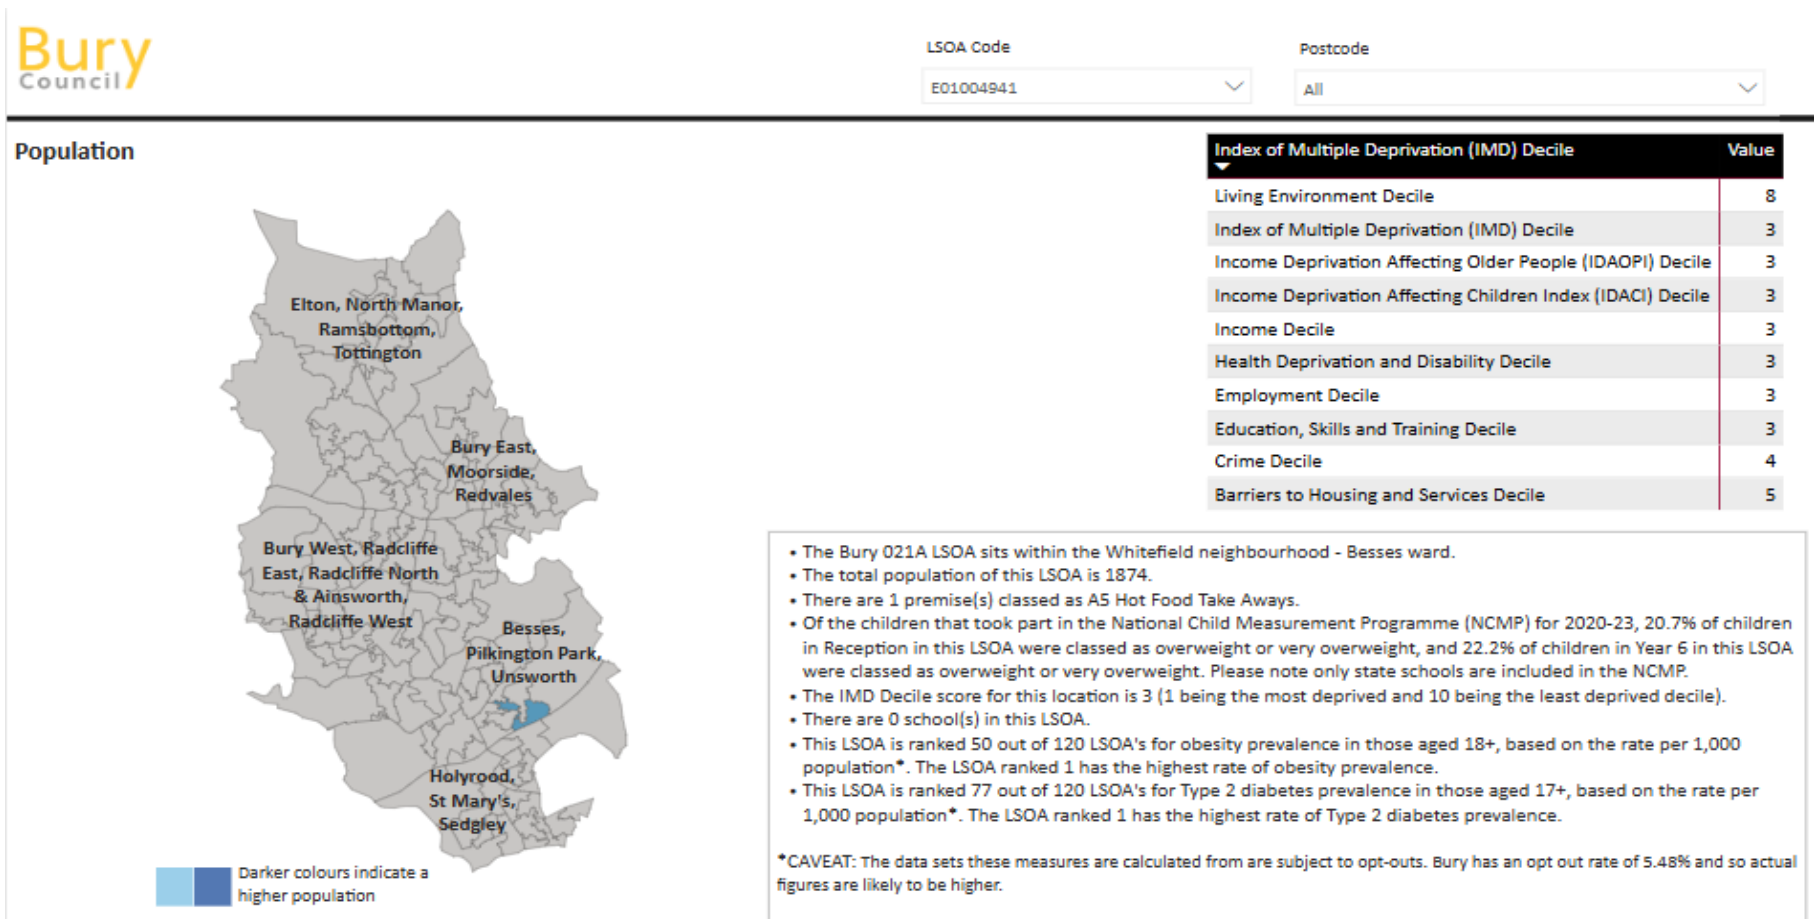 Bury
Council
LSOA Code
Postcode
E01004941
All
Population
Index of Multiple Deprivation (IMD) Decile Value
Living Environment Decile 8
Index of Multiple Deprivation (IMD) Decile 3
Income Deprivation Affecting Older People (IDAOPI) Decile 3
Income Deprivation Affecting Children Index (IDACI) Decile 3
Income Decile 3
Health Deprivation and Disability Decile 3
Employment Decile 3
Education, Skills and Training Decile 3
Crime Decile 4
Barriers to Housing and Services Decile 5
Elton, North Manor,
Ramsbottom,
Tottington
Bury East,
Moorside,
Redvales
Bury West, Radcliffe
East, Radcliffe North
& Ainsworth,
Radcliffe West
Besses,
Pilkington Park,
Unsworth
Holyrood,
St Mary's,
Sedgley
Darker colours indicate a
higher population
• The Bury 021A LSOA sits within the Whitefield neighbourhood - Besses ward.
• The total population of this LSOA is 1874.
• There are 1 premise(s) classed as A5 Hot Food Take Aways.
• Of the children that took part in the National Child Measurement Programme (NCMP) for 2020-23, 20.7% of children
in Reception in this LSOA were classed as overweight or very overweight, and 22.2% of children in Year 6 in this LSOA
were classed as overweight or very overweight. Please note only state schools are included in the NCMP.
• The IMD Decile score for this location is 3 (1 being the most deprived and 10 being the least deprived decile).
• There are 0 school(s) in this LSOA.
• This LSOA is ranked 50 out of 120 LSOA's for obesity prevalence in those aged 18+, based on the rate per 1,000
population*. The LSOA ranked 1 has the highest rate of obesity prevalence.
• This LSOA is ranked 77 out of 120 LSOA's for Type 2 diabetes prevalence in those aged 17+, based on the rate per
1,000 population*. The LSOA ranked 1 has the highest rate of Type 2 diabetes prevalence.
*CAVEAT: The data sets these measures are calculated from are subject to opt-outs. Bury has an opt out rate of 5.48% and so actual
figures are likely to be higher.